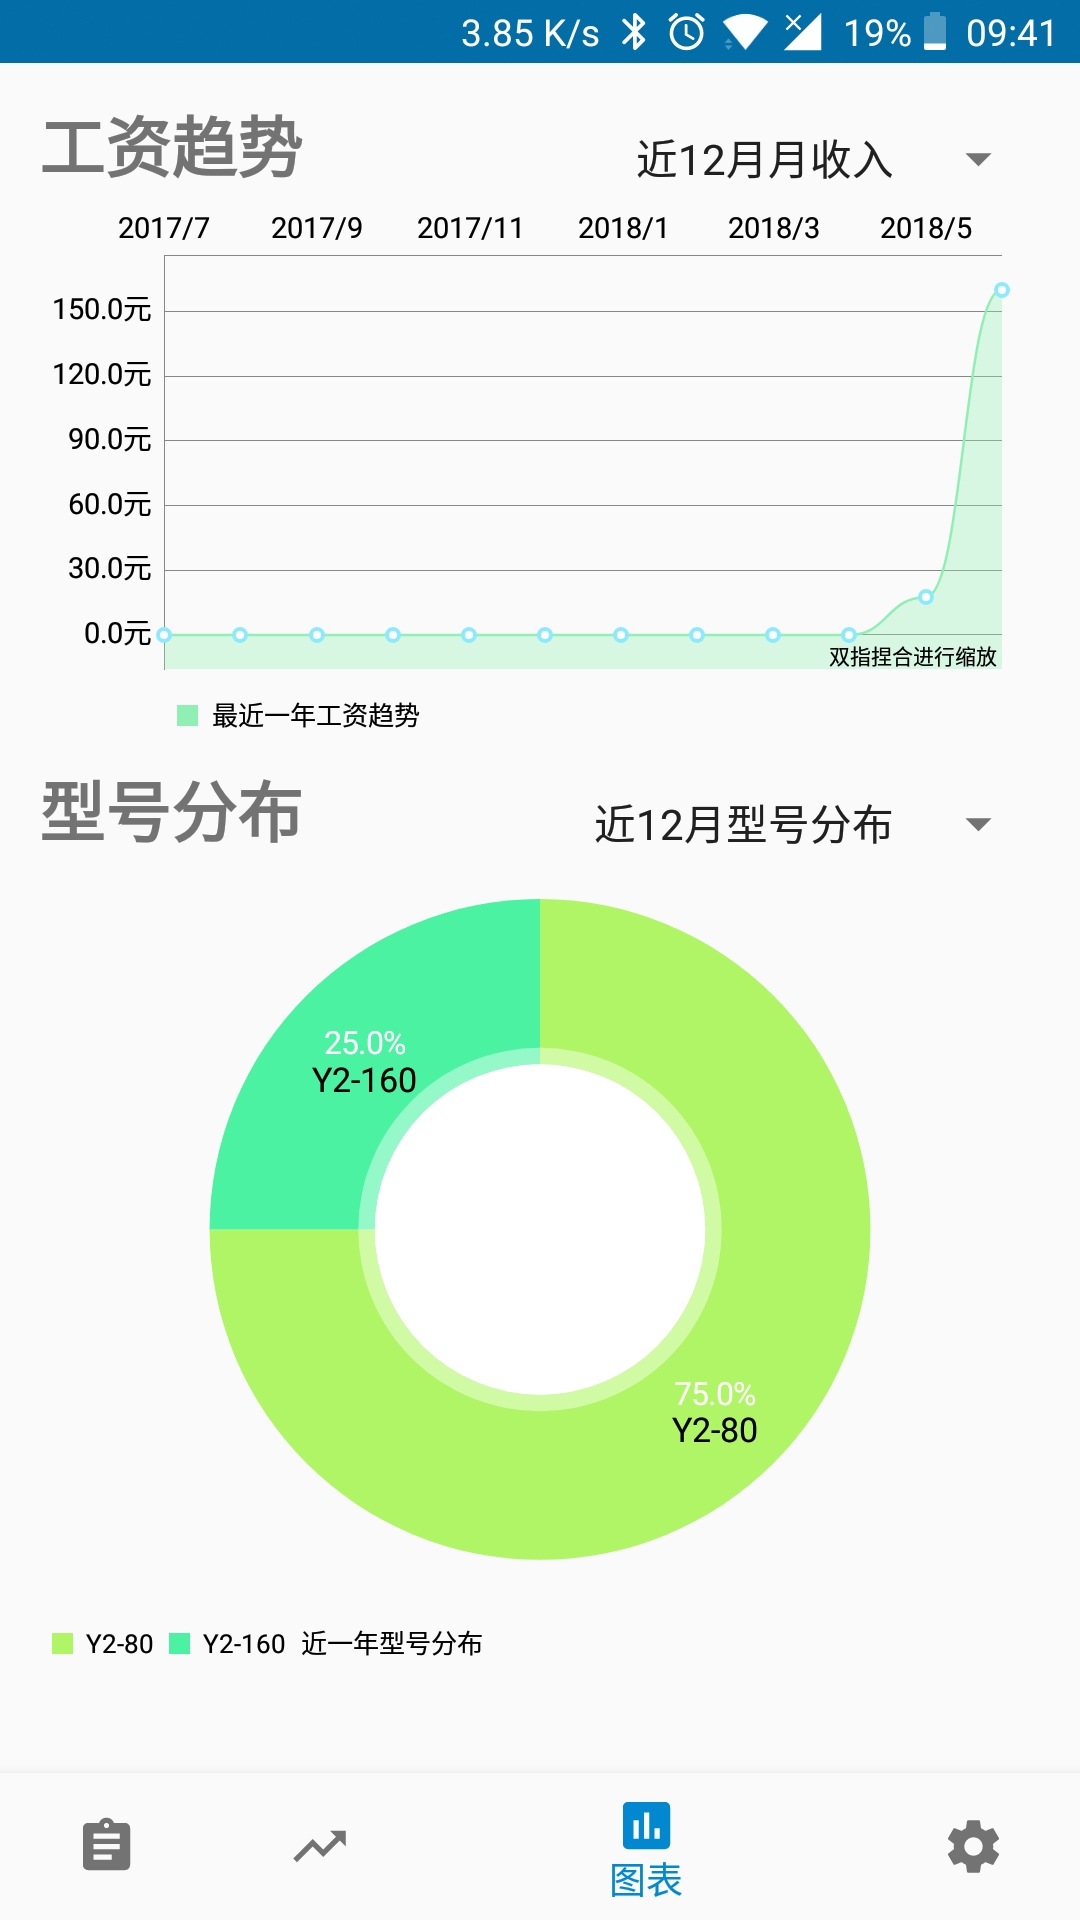 3.85 K/s 19% 09:41
工资趋势 近12月月收入
2017/7 2017/9 2017/11 2018/1 2018/3 2018/5
150.0元
120.0元
90.0元
60.0元
30.0元
0.0元
双指捏合进行缩放
最近一年工资趋势
型号分布 近12月型号分布
25.0%
Y2-160
75.0%
Y2-80
Y2-80 Y2-160 近一年型号分布
图表